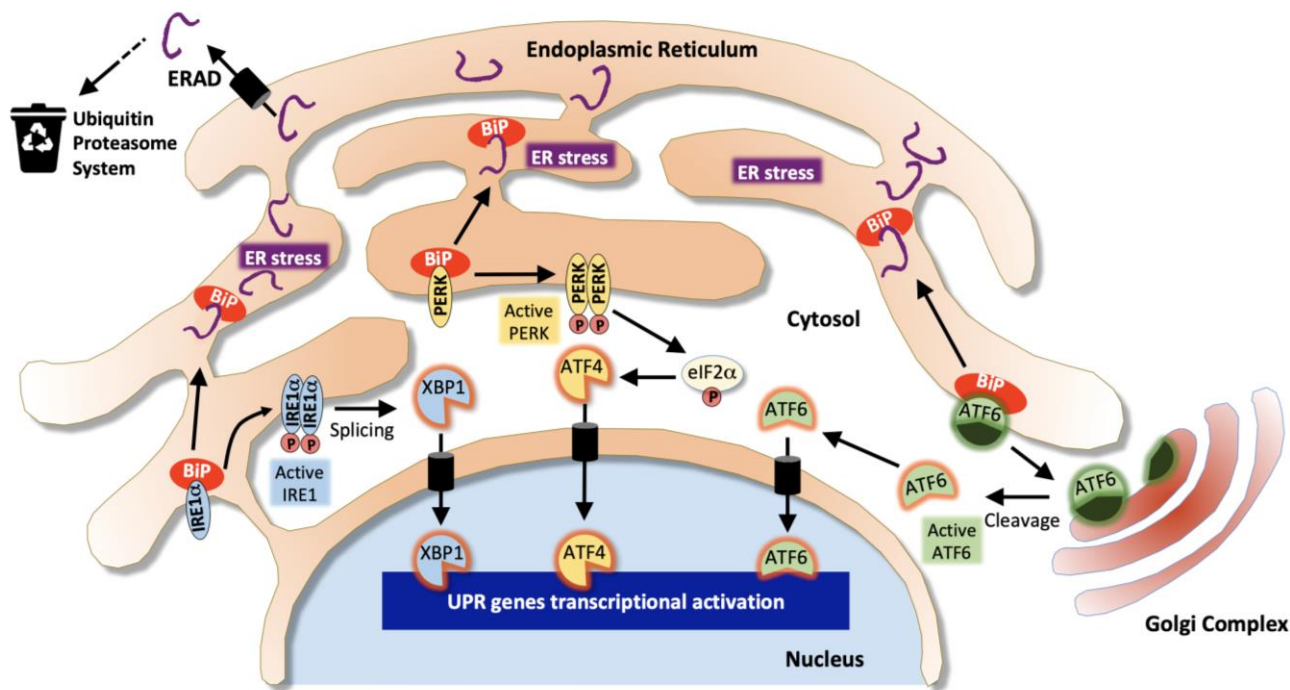 Endoplasmic Reticulum
ERAD
Ubiquitin
Proteasome
System
BiP
ER stress
ER stress
BiP
ER stress
BiP
BiP
PERK
PERK
PERK
P
P
Active
PERK
Cytosol
eIF2α
P
ATF4
XBP1
IRE1α
IRE1α
P
P
Splicing
Active
IRE1
BiP
IRE1α
ATF6
BiP
ATF6
ATF6
ATF6
Cleavage
Active
ATF6
XBP1
ATF4
ATF6
UPR genes transcriptional activation
Golgi Complex
Nucleus